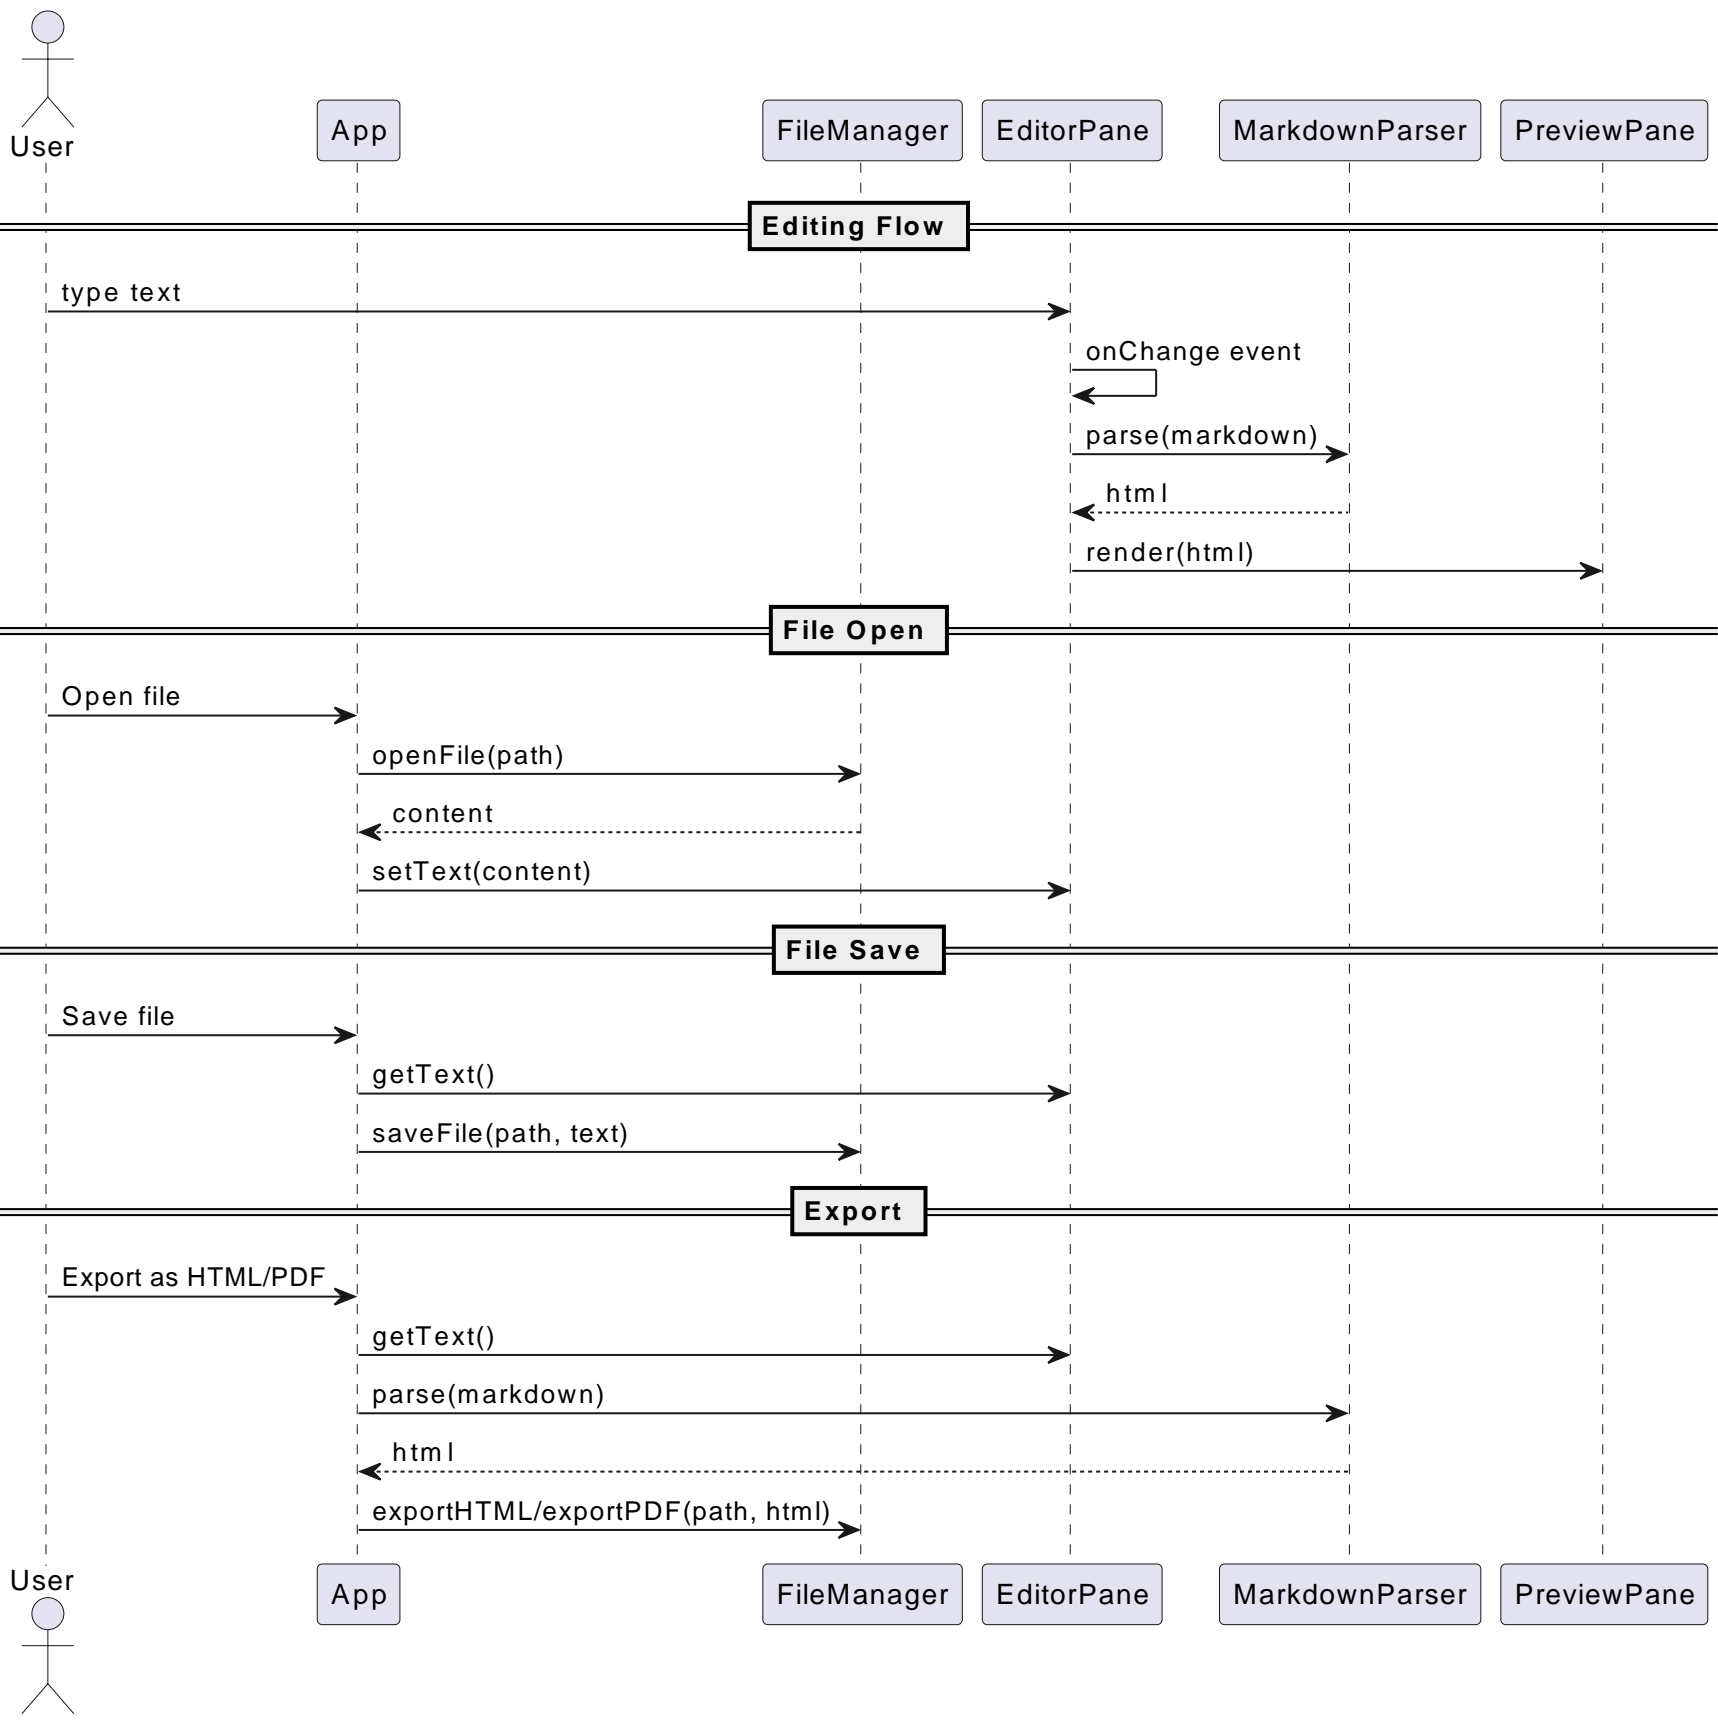 User
App
FileManager
EditorPane
MarkdownParser
PreviewPane
Editing Flow
type text
onChange event
parse(markdown)
html
render(html)
File Open
Open file
openFile(path)
content
setText(content)
File Save
Save file
getText()
saveFile(path, text)
Export
Export as HTML/PDF
getText()
parse(markdown)
html
exportHTML/exportPDF(path, html)
User
App
FileManager
EditorPane
MarkdownParser
PreviewPane